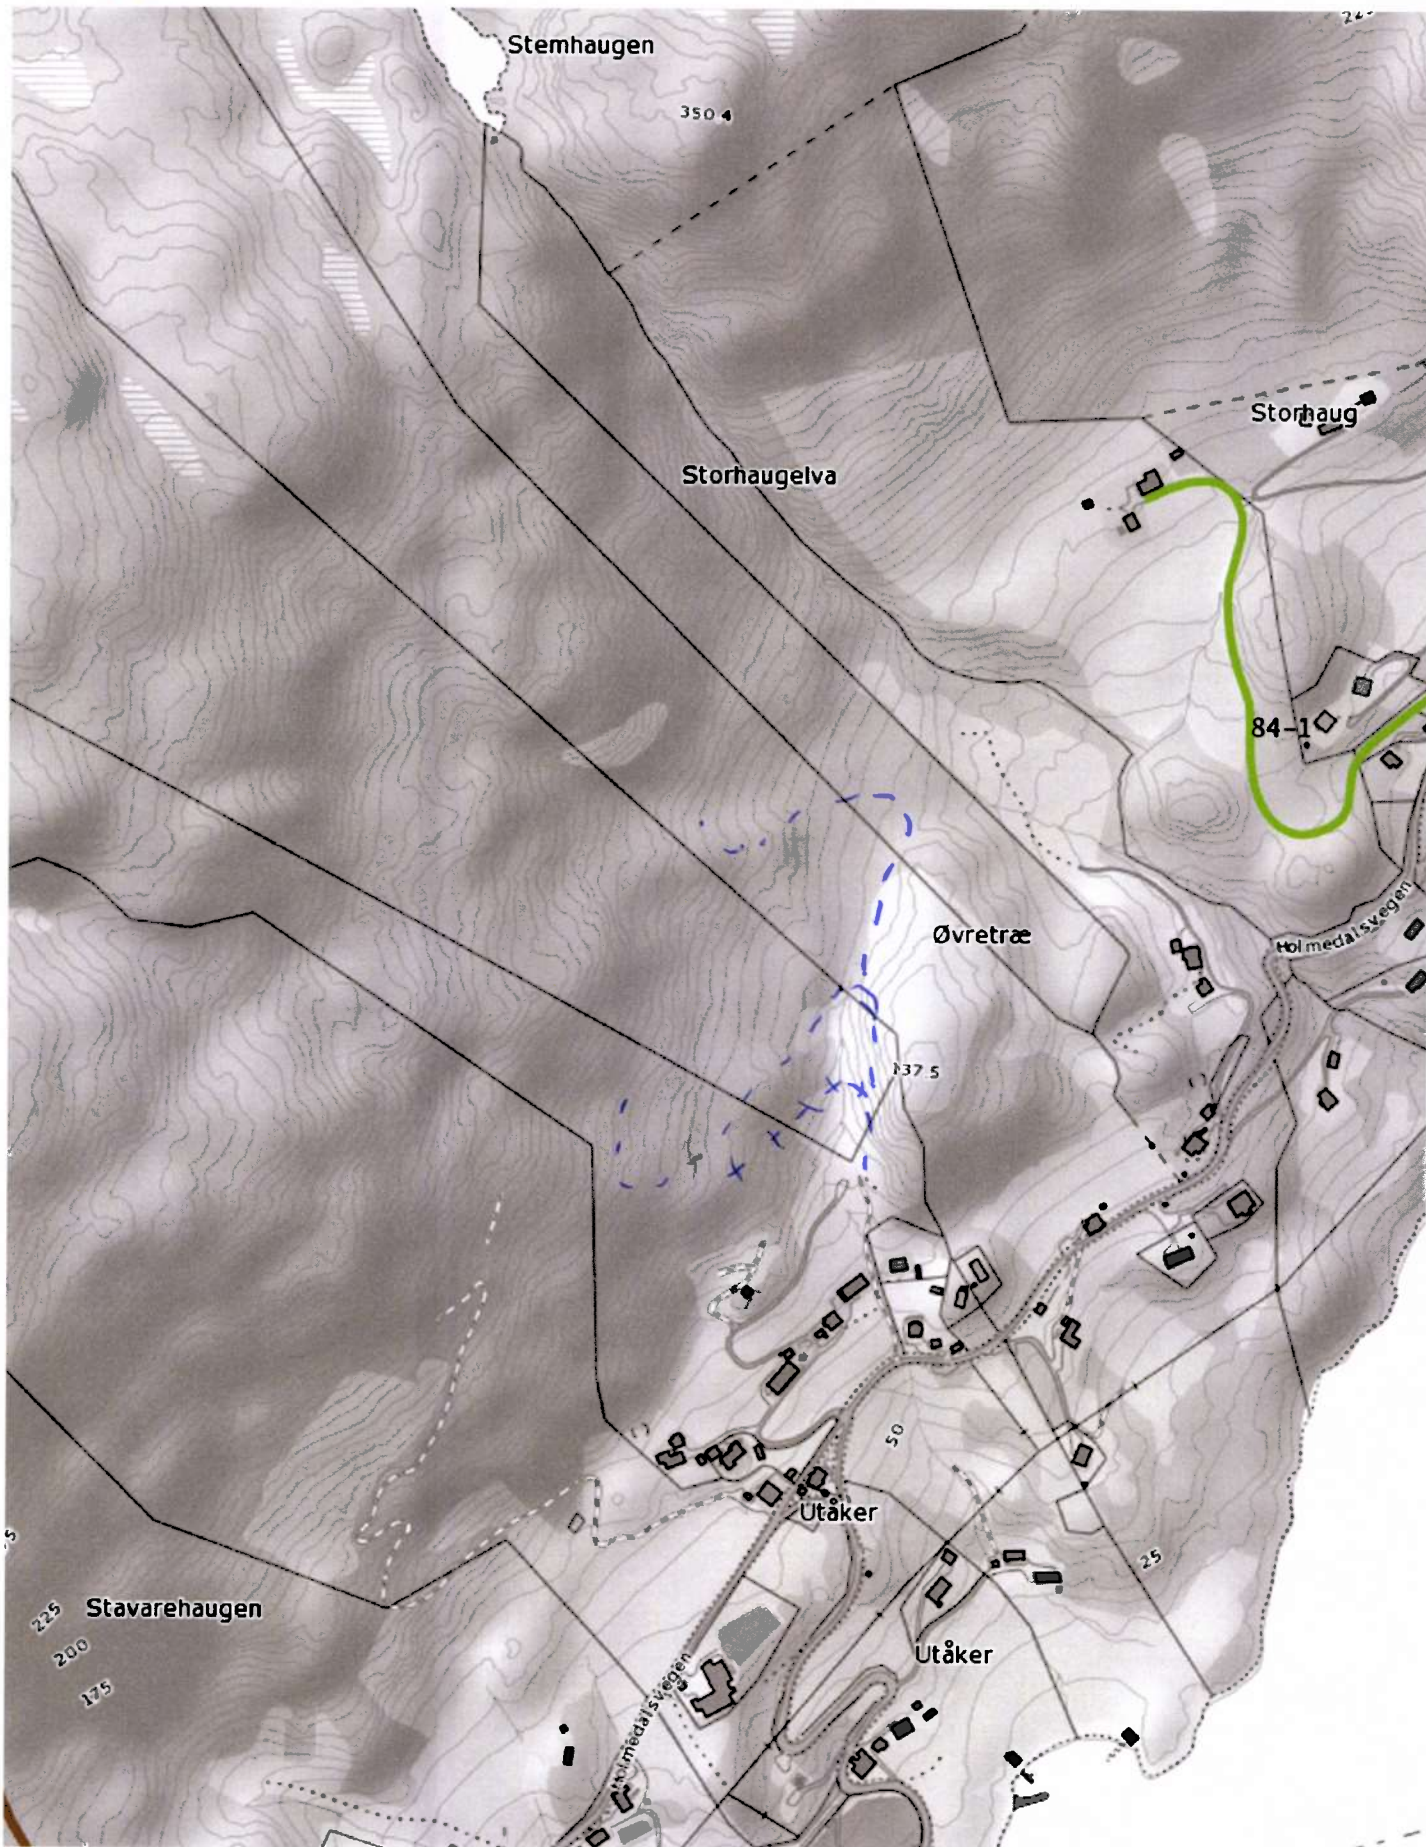 Stemhaugen
350 4
Storhaug
Storhaugelva
84-1
Øvretræ
Holmedalsvegen
137 5
50
Utåker
25
Stavarehaugen
225
200
175
Utåker
Holmedalsvegen